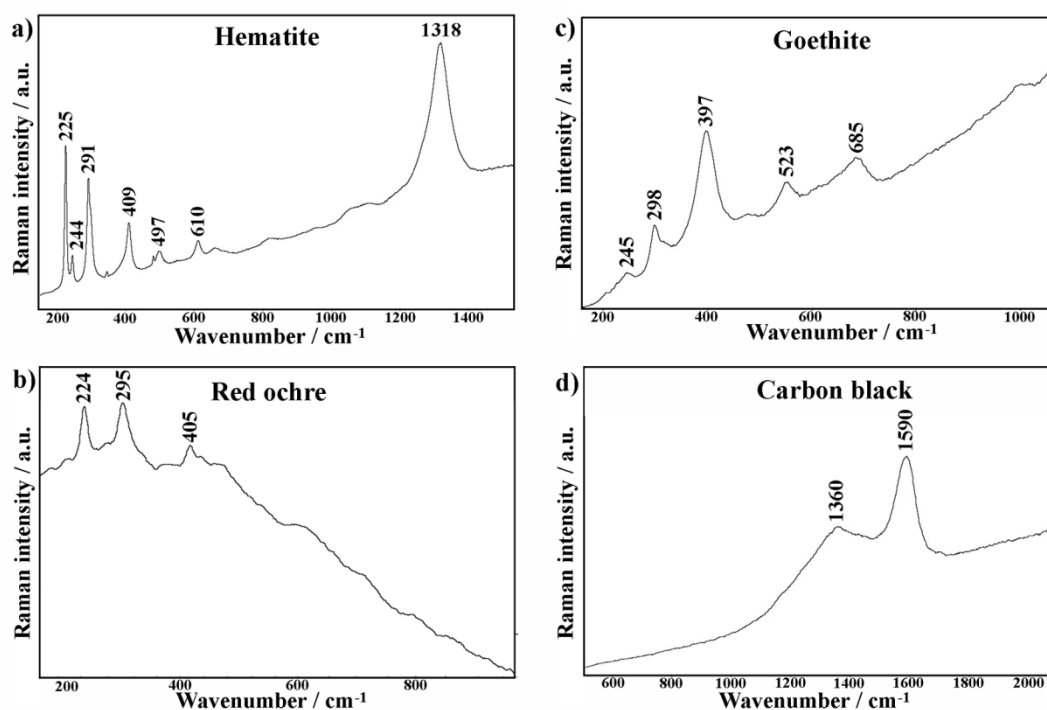 a)
Hematite
1318
225
244
291
409
497
610
Raman intensity / a.u.
200 400 600 800 1000 1200 1400
Wavenumber / cm-1
c)
Goethite
245
298
397
523
685
Raman intensity / a.u.
200 400 600 800 1000
Wavenumber / cm-1
b)
Red ochre
224
295
405
Raman intensity / a.u.
200 400 600 800
Wavenumber / cm-1
d)
Carbon black
1360
1590
Raman intensity / a.u.
600 800 1000 1200 1400 1600 1800 2000
Wavenumber / cm-1